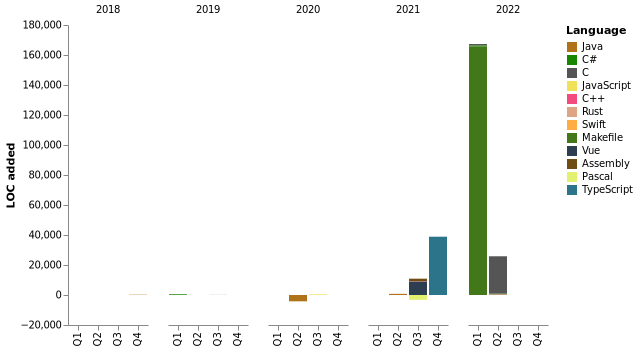 2018 2019 2020 2021 2022
180,000
160,000
140,000
120,000
100,000
80,000
60,000
40,000
20,000
0
−20,000
LOC added
Q1 Q2 Q3 Q4 Q1 Q2 Q3 Q4 Q1 Q2 Q3 Q4 Q1 Q2 Q3 Q4 Q1 Q2 Q3 Q4
Language
Java
C#
C
JavaScript
C++
Rust
Swift
Makefile
Vue
Assembly
Pascal
TypeScript